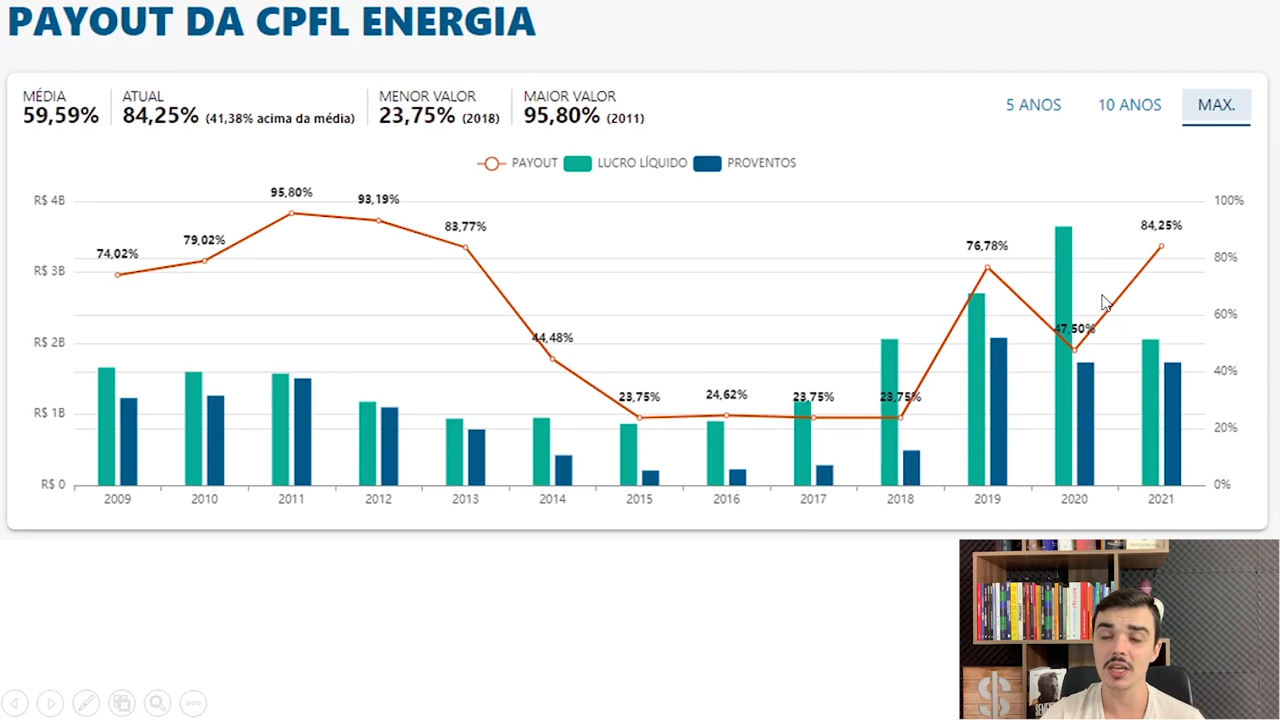 PAYOUT DA CPFL ENERGIA
MÉDIA
59,59%
ATUAL
84,25% (41,38% acima da média)
MENOR VALOR
23,75% (2018)
MAIOR VALOR
95,80% (2011)
5 ANOS
10 ANOS
MAX.
PAYOUT LUCRO LÍQUIDO PROVENTOS
R$ 4B
R$ 3B
R$ 2B
R$ 1B
R$ 0
74,02%
79,02%
95,80%
93,19%
83,77%
44,48%
23,75%
24,62%
23,75%
23,75%
76,78%
47,50%
84,25%
100%
80%
60%
40%
20%
0%
2009 2010 2011 2012 2013 2014 2015 2016 2017 2018 2019 2020 2021